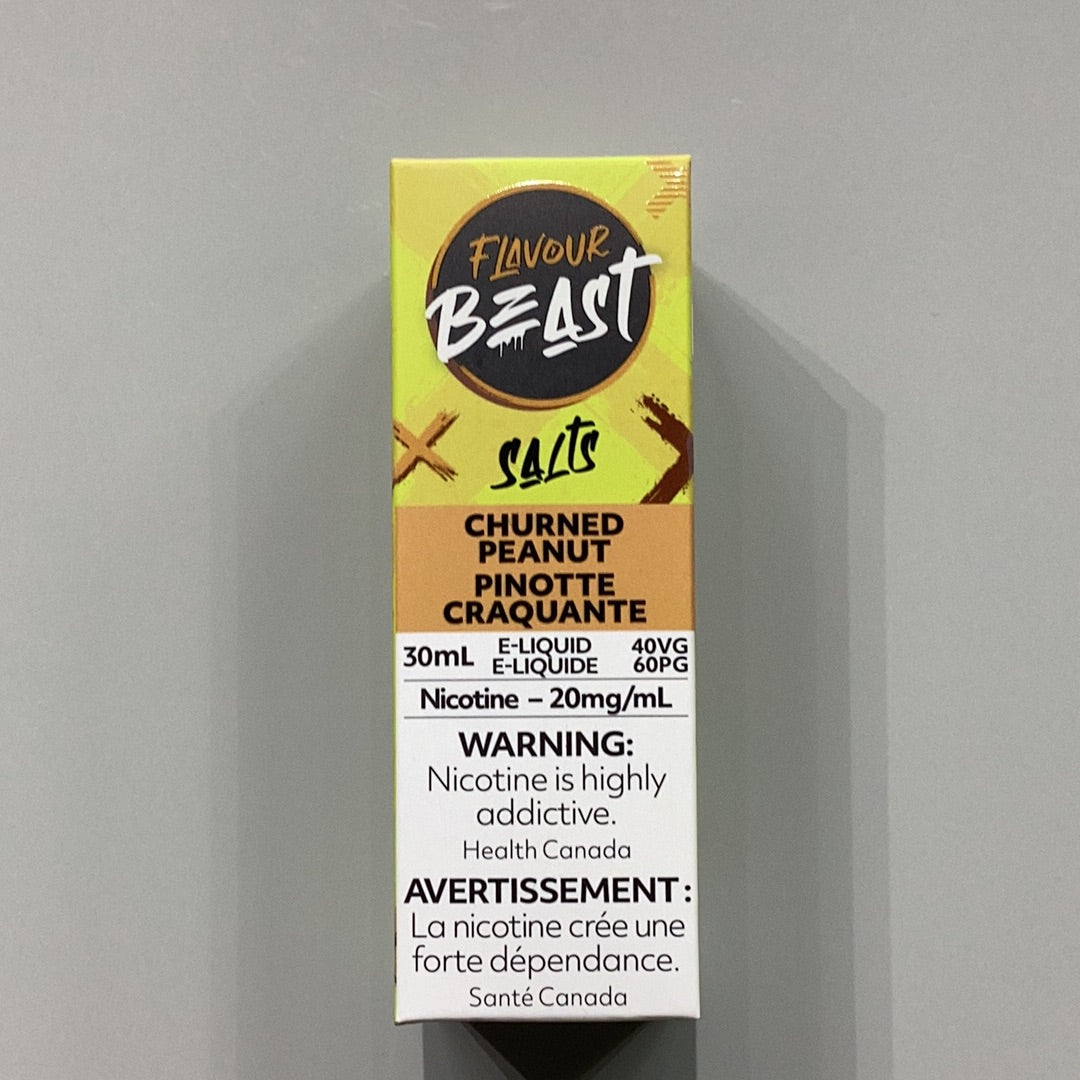 FLAVOUR
BEAST
SALTS
CHURNED
PEANUT
PINOTTE
CRAQUANTE
30mL E-LIQUID 40VG
E-LIQUIDE 60PG
Nicotine – 20mg/mL
WARNING:
Nicotine is highly
addictive.
Health Canada
AVERTISSEMENT :
La nicotine crée une
forte dépendance.
Santé Canada